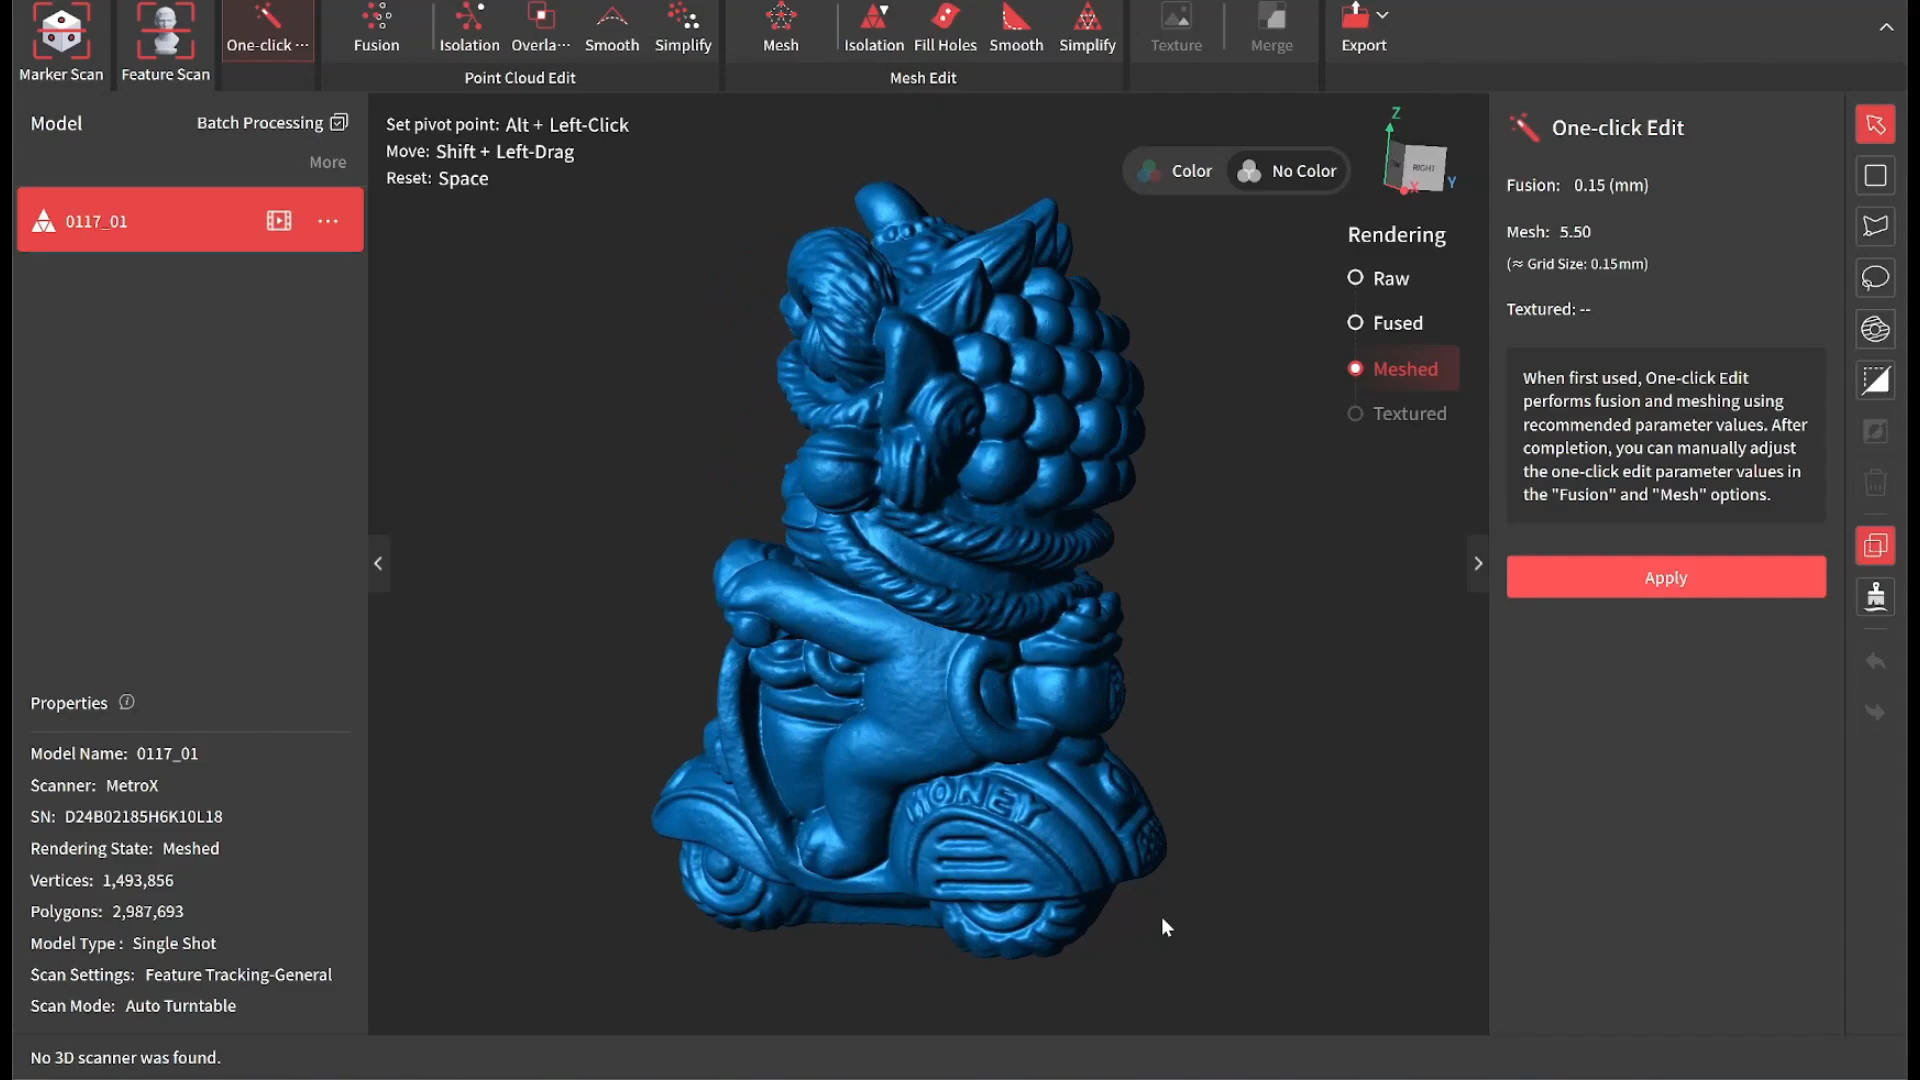 One-click ···
Fusion
Isolation
Overla···
Smooth
Simplify
Mesh
Isolation
Fill Holes
Smooth
Simplify
Texture
Merge
Export
Marker Scan
Feature Scan
Point Cloud Edit
Mesh Edit
Model
Batch Processing
More
0117_01
Set pivot point: Alt + Left-Click
Move: Shift + Left-Drag
Reset: Space
Color
No Color
Z
RIGHT
X
Y
Rendering
Raw
Fused
Meshed
Textured
MONEY
One-click Edit
Fusion: 0.15 (mm)
Mesh: 5.50
(≈ Grid Size: 0.15mm)
Textured: --
When first used, One-click Edit
performs fusion and meshing using
recommended parameter values. After
completion, you can manually adjust
the one-click edit parameter values in
the "Fusion" and "Mesh" options.
Apply
Properties
Model Name: 0117_01
Scanner: MetroX
SN: D24B02185H6K10L18
Rendering State: Meshed
Vertices: 1,493,856
Polygons: 2,987,693
Model Type : Single Shot
Scan Settings: Feature Tracking-General
Scan Mode: Auto Turntable
No 3D scanner was found.